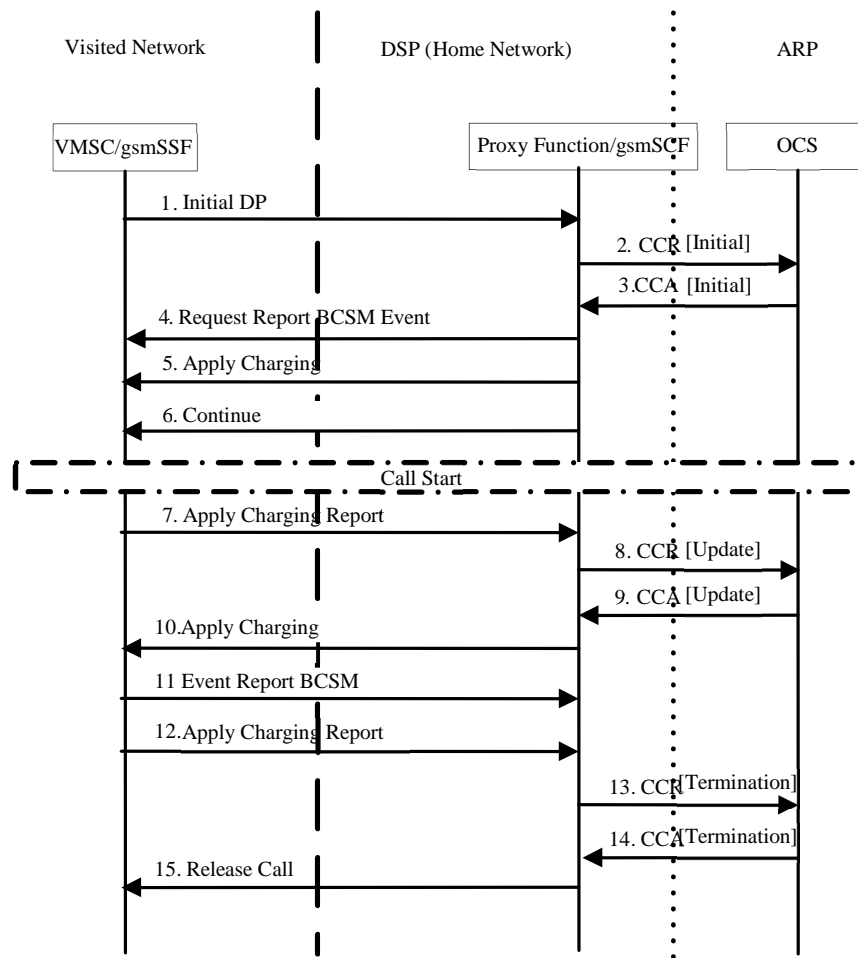 Visited Network DSP (Home Network) ARP
VMSC/gsmSSF Proxy Function/gsmSCF OCS
1. Initial DP
2. CCR [Initial]
3.CCA [Initial]
4. Request Report BCSM Event
5. Apply Charging
6. Continue
Call Start
7. Apply Charging Report
8. CCR [Update]
9. CCA [Update]
10.Apply Charging
11 Event Report BCSM
12.Apply Charging Report
13. CCR[Termination]
14. CCA[Termination]
15. Release Call